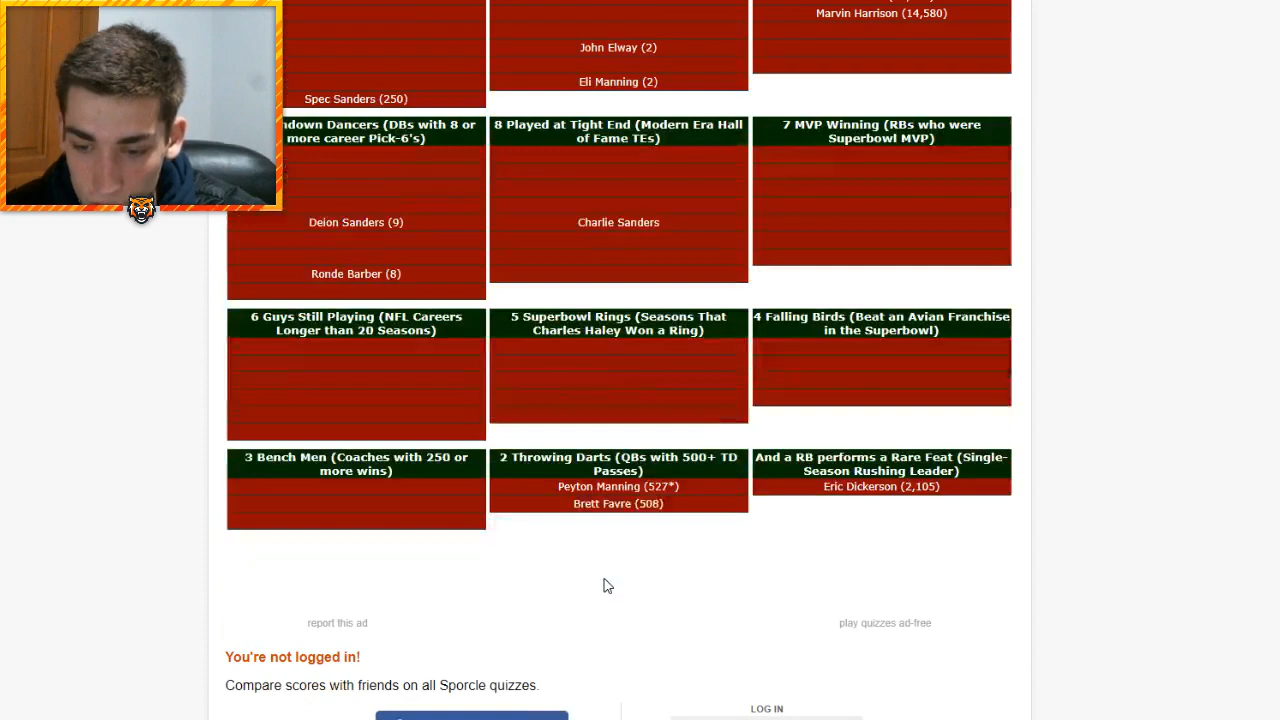 Marvin Harrison (14,580)
John Elway (2)
Eli Manning (2)
Spec Sanders (250)
ndown Dancers (DBs with 8 or
more career Pick-6's)
8 Played at Tight End (Modern Era Hall
of Fame TEs)
7 MVP Winning (RBs who were
Superbowl MVP)
Deion Sanders (9)
Charlie Sanders
Ronde Barber (8)
6 Guys Still Playing (NFL Careers
Longer than 20 Seasons)
5 Superbowl Rings (Seasons That
Charles Haley Won a Ring)
4 Falling Birds (Beat an Avian Franchise
in the Superbowl)
3 Bench Men (Coaches with 250 or
more wins)
2 Throwing Darts (QBs with 500+ TD
Passes)
And a RB performs a Rare Feat (Single-
Season Rushing Leader)
Peyton Manning (527*)
Eric Dickerson (2,105)
Brett Favre (508)
report this ad
play quizzes ad-free
You're not logged in!
Compare scores with friends on all Sporcle quizzes.
LOG IN